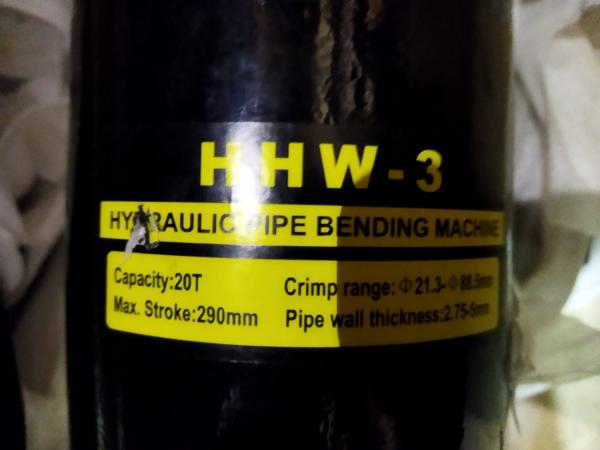 HHW-3
HYDRAULIC PIPE BENDING MACHINE
Capacity:20T
Crimp range:Φ21.3-Φ88.5mm
Max. Stroke:290mm
Pipe wall thickness:2.75-5mm